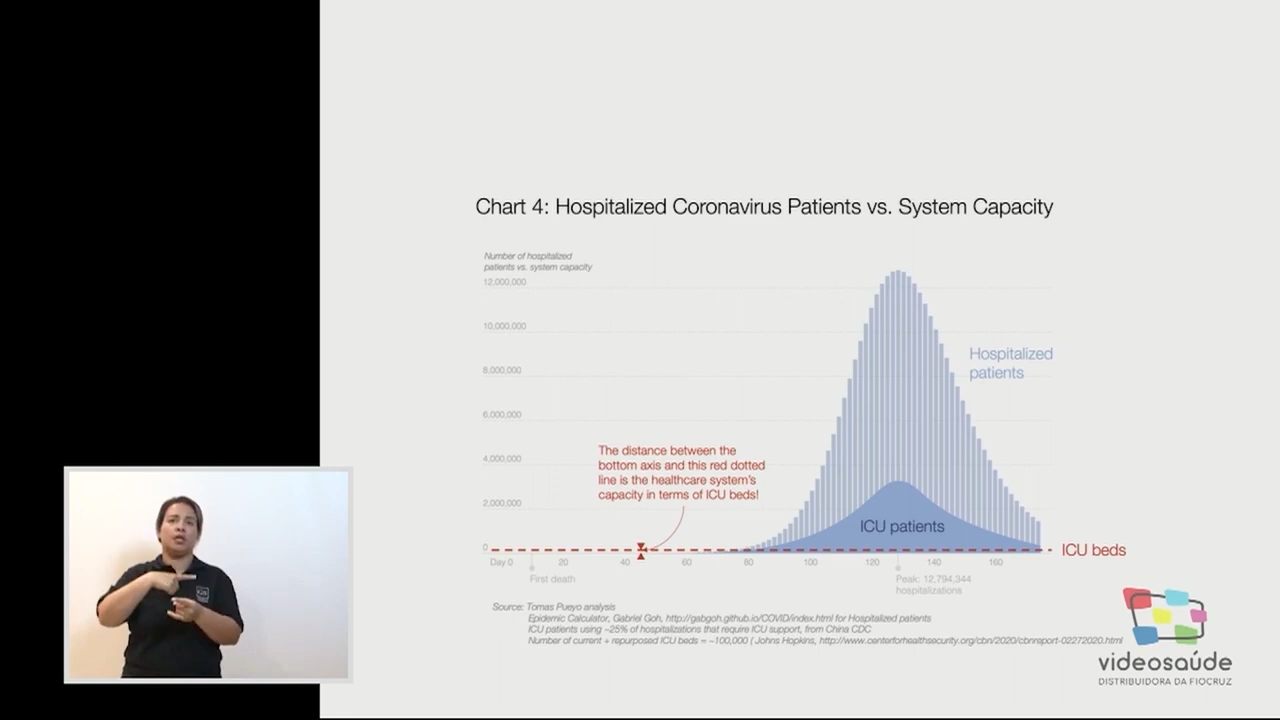 Chart 4: Hospitalized Coronavirus Patients vs. System Capacity
Number of hospitalized
patients vs. system capacity
12,000,000
10,000,000
8,000,000
6,000,000
4,000,000
2,000,000
0
Hospitalized
patients
The distance between the
bottom axis and this red dotted
line is the healthcare system's
capacity in terms of ICU beds!
ICU patients
ICU beds
Day 0
20
40
60
80
100
120
140
160
First death
Peak: 12,794,344
hospitalizations
Source: Tomas Pueyo analysis
Epidemic Calculator, Gabriel Goh, http://gabgoh.github.io/COVID/index.html for Hospitalized patients
ICU patients using ~25% of hospitalizations that require ICU support, from China CDC
Number of current + repurposed ICU beds = ~100,000 ( Johns Hopkins, http://www.centerforhealthsecurity.org/cbn/2020/cbnreport-02272020.html
videosaúde
DISTRIBUIDORA DA FIOCRUZ